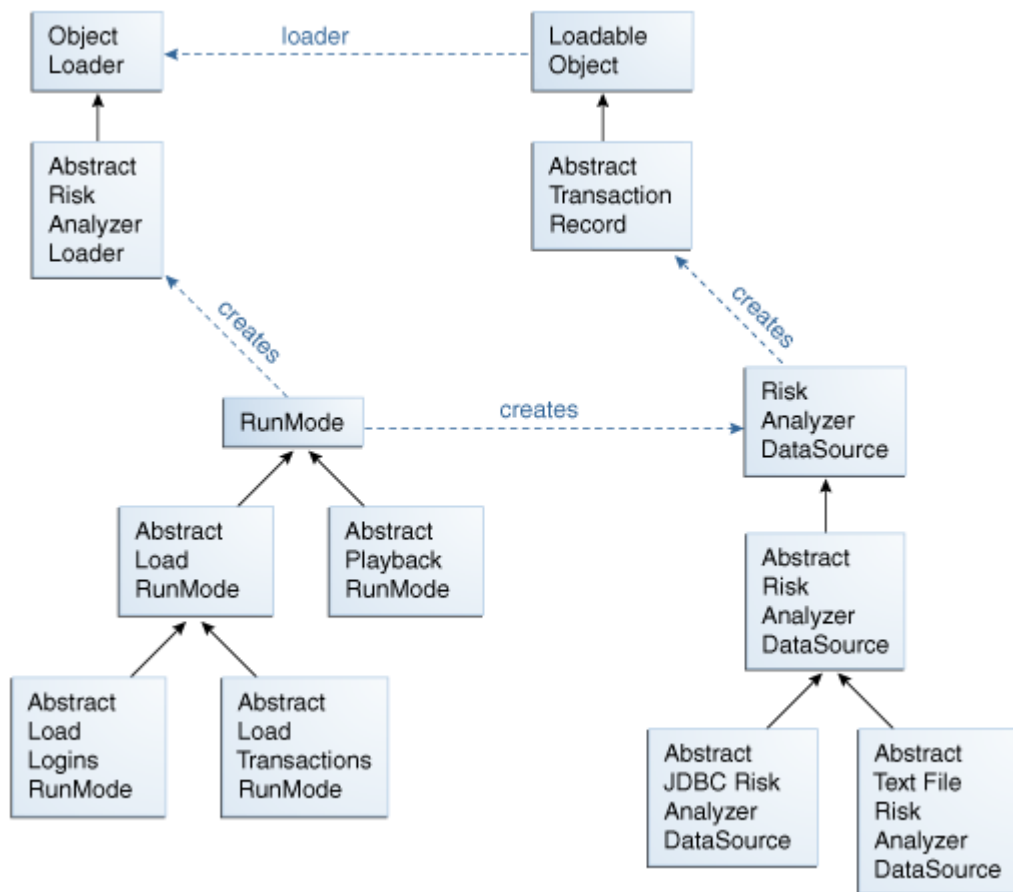 Object
Loader
loader
Loadable
Object
Abstract
Risk
Analyzer
Loader
Abstract
Transaction
Record
creates
creates
RunMode
creates
Risk
Analyzer
DataSource
Abstract
Load
RunMode
Abstract
Playback
RunMode
Abstract
Risk
Analyzer
DataSource
Abstract
Load
Logins
RunMode
Abstract
Load
Transactions
RunMode
Abstract
JDBC Risk
Analyzer
DataSource
Abstract
Text File
Risk
Analyzer
DataSource